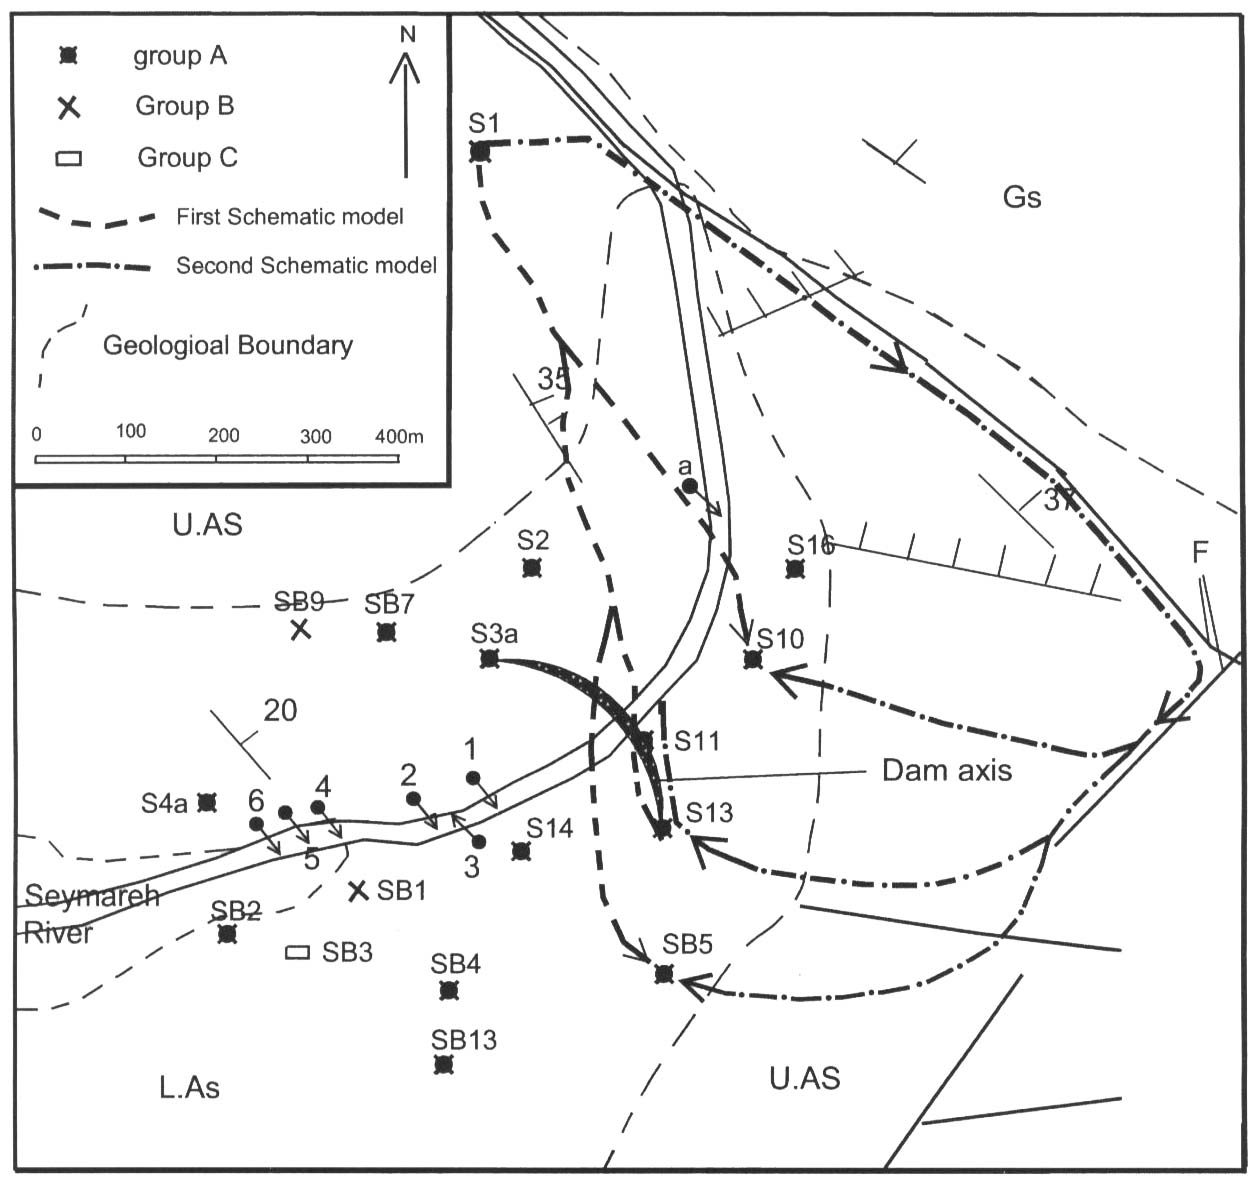 N
group A
Group B
Group C
First Schematic model
Second Schematic model
Geologioal Boundary
0 100 200 300 400m
S1
Gs
35
a
37
U.AS
S2
S16
F
SB9
SB7
S3a
S10
20
S11
Dam axis
1
2
4
6
S4a
5
3
S14
S13
Seymareh
River
SB1
SB2
SB3
SB4
SB5
SB13
L.As
U.AS